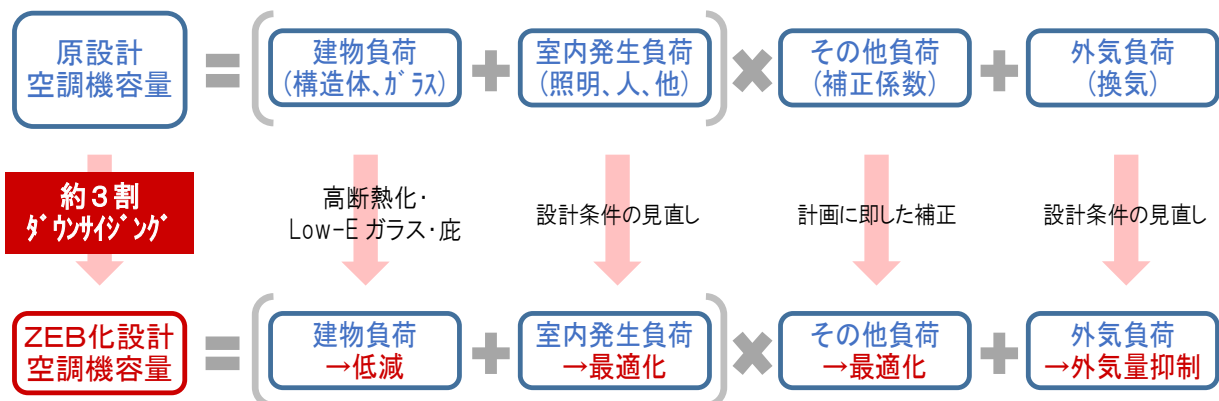 原設計
空調機容量
=
(
建物負荷
(構造体、ｶﾞﾗｽ)
+
室内発生負荷
(照明、人、他)
)
×
その他負荷
(補正係数)
+
外気負荷
(換気)
約３割
ﾀﾞｳﾝｻｲｼﾞﾝｸﾞ
高断熱化・
Low-E ガラス・庇
設計条件の見直し
計画に即した補正
設計条件の見直し
ＺＥＢ化設計
空調機容量
=
(
建物負荷
→低減
+
室内発生負荷
→最適化
)
×
その他負荷
→最適化
+
外気負荷
→外気量抑制